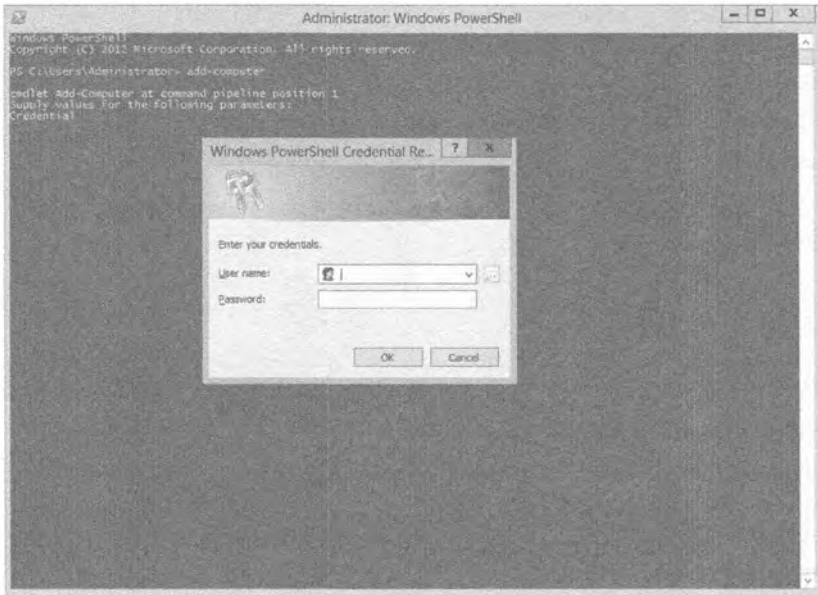 Administrator: Windows PowerShell
Windows PowerShell
Copyright (C) 2012 Microsoft Corporation. All rights reserved.
PS C:\Users\Administrator> add-computer
cmdlet Add-Computer at command pipeline position 1
Supply values for the following parameters:
Credential
Windows PowerShell Credential Re...
Enter your credentials.
User name:
Password:
OK
Cancel